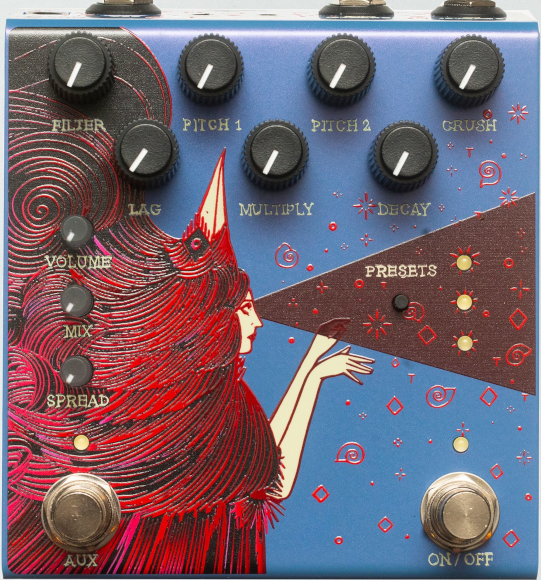 FILTER PITCH 1 PITCH 2 CRUSH
LAG MULTIPLY DECAY
VOLUME
PRESETS
MIX
SPREAD
AUX ON/OFF